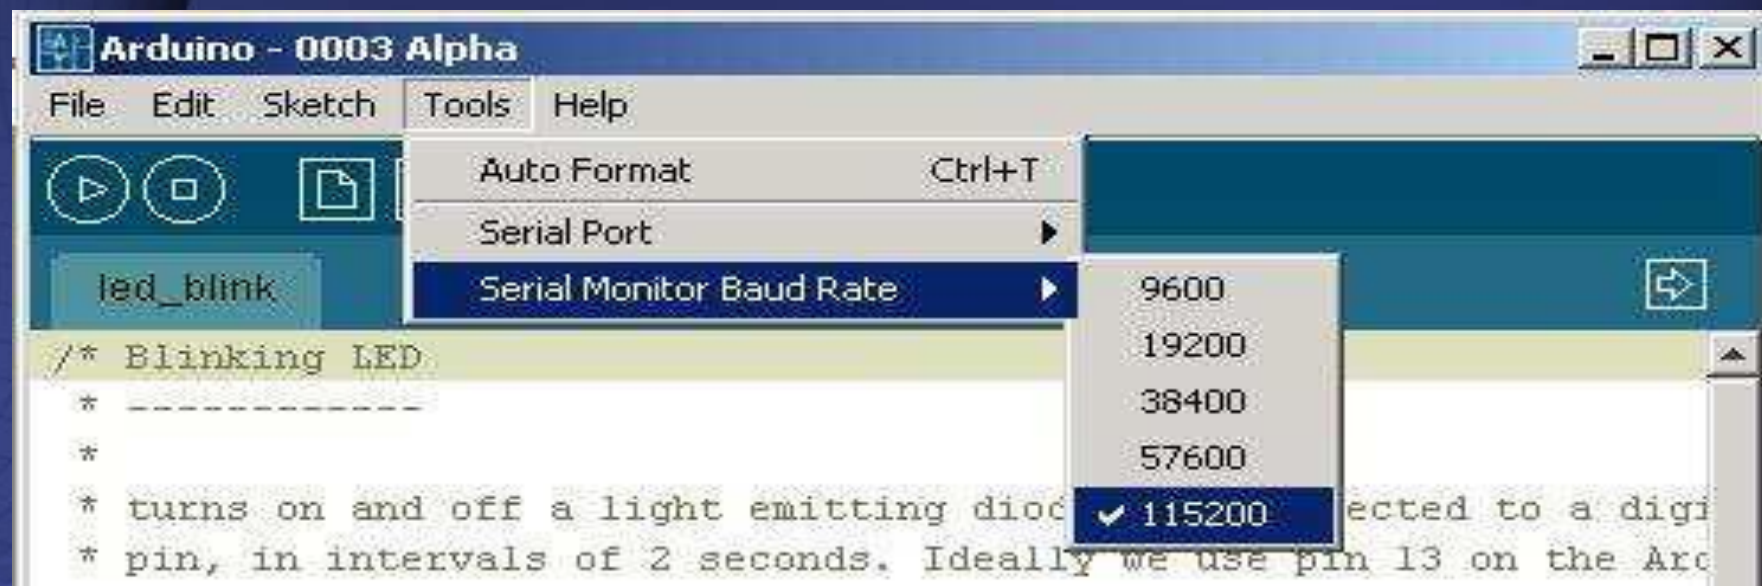 Arduino - 0003 Alpha
File Edit Sketch Tools Help
Auto Format Ctrl+T
Serial Port
led_blink
Serial Monitor Baud Rate
9600
19200
38400
57600
115200
/* Blinking LED
* ------------
*
* turns on and off a light emitting diod ected to a digi
* pin, in intervals of 2 seconds. Ideally we use pin 13 on the Ard